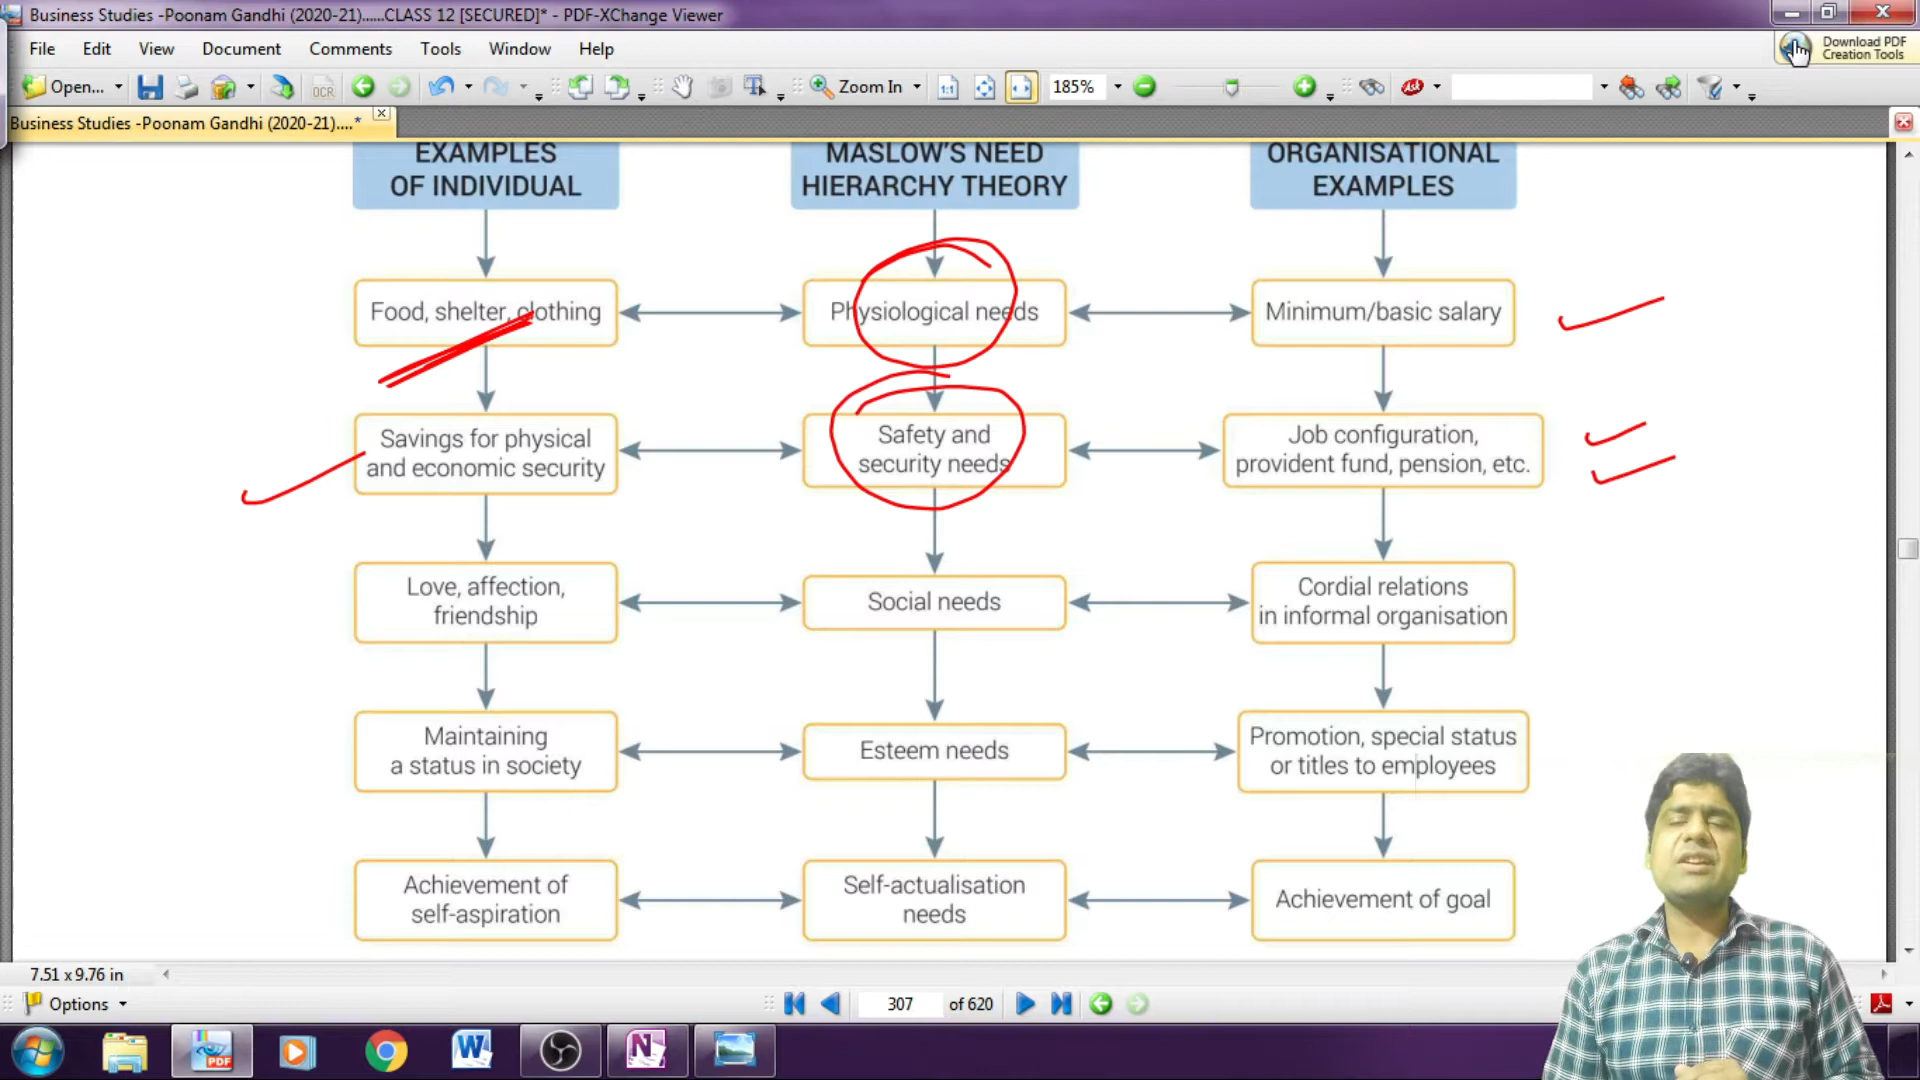 Business Studies -Poonam Gandhi (2020-21)......CLASS 12 [SECURED]* - PDF-XChange Viewer
File Edit View Document Comments Tools Window Help
Download PDF
Creation Tools
Open... OCR Zoom In 1:1 185%
Business Studies -Poonam Gandhi (2020-21)....*
EXAMPLES
OF INDIVIDUAL
MASLOW'S NEED
HIERARCHY THEORY
ORGANISATIONAL
EXAMPLES
Food, shelter, clothing
Physiological needs
Minimum/basic salary
Savings for physical
and economic security
Safety and
security needs
Job configuration,
provident fund, pension, etc.
Love, affection,
friendship
Social needs
Cordial relations
in informal organisation
Maintaining
a status in society
Esteem needs
Promotion, special status
or titles to employees
Achievement of
self-aspiration
Self-actualisation
needs
Achievement of goal
7.51 x 9.76 in
Options
307 of 620
PDF
W
N